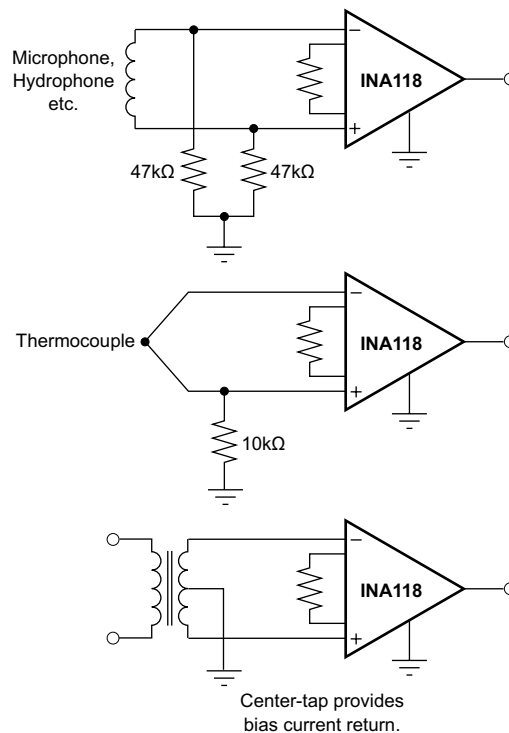 Microphone,
Hydrophone
etc.
−
INA118
+
47kΩ 47kΩ
−
Thermocouple
INA118
+
10kΩ
−
INA118
+
Center-tap provides
bias current return.